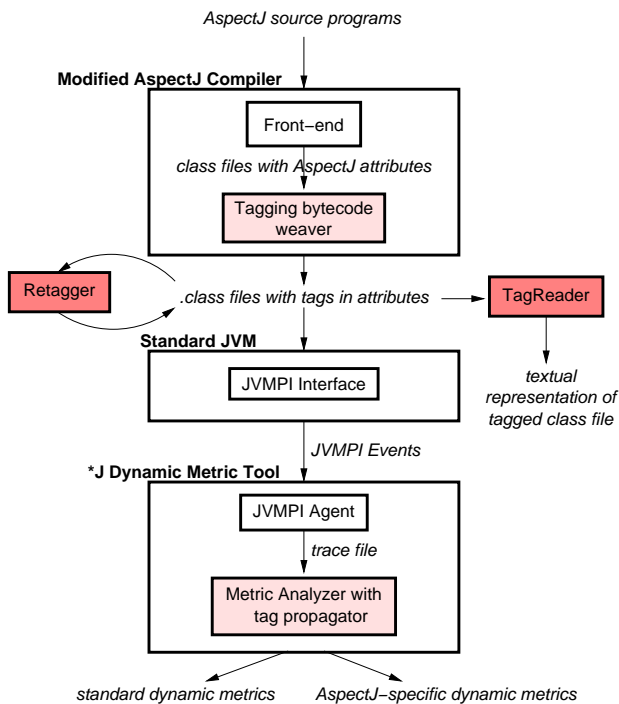 AspectJ source programs
Modified AspectJ Compiler
Front−end
class files with AspectJ attributes
Tagging bytecode
weaver
Retagger
.class files with tags in attributes
TagReader
Standard JVM
JVMPI Interface
textual
representation of
tagged class file
JVMPI Events
*J Dynamic Metric Tool
JVMPI Agent
trace file
Metric Analyzer with
tag propagator
standard dynamic metrics
AspectJ−specific dynamic metrics